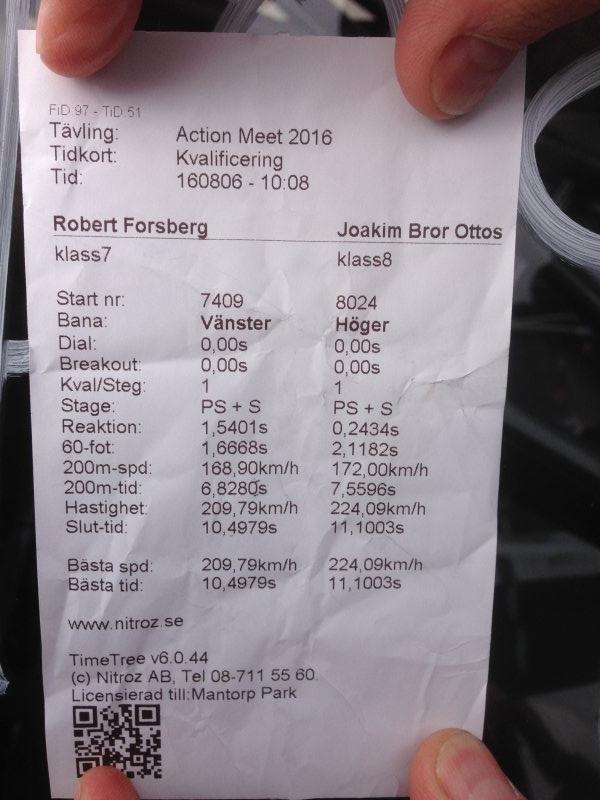 FiD 97 - TiD 51
Tävling: Action Meet 2016
Tidkort: Kvalificering
Tid: 160806 - 10:08
Robert Forsberg Joakim Bror Ottos
klass7 klass8
Start nr: 7409 8024
Bana: Vänster Höger
Dial: 0,00s 0,00s
Breakout: 0,00s 0,00s
Kval/Steg: 1 1
Stage: PS + S PS + S
Reaktion: 1,5401s 0,2434s
60-fot: 1,6668s 2,1182s
200m-spd: 168,90km/h 172,00km/h
200m-tid: 6,8280s 7,5596s
Hastighet: 209,79km/h 224,09km/h
Slut-tid: 10,4979s 11,1003s
Bästa spd: 209,79km/h 224,09km/h
Bästa tid: 10,4979s 11,1003s
www.nitroz.se
TimeTree v6.0.44
(c) Nitroz AB, Tel 08-711 55 60.
Licensierad till:Mantorp Park